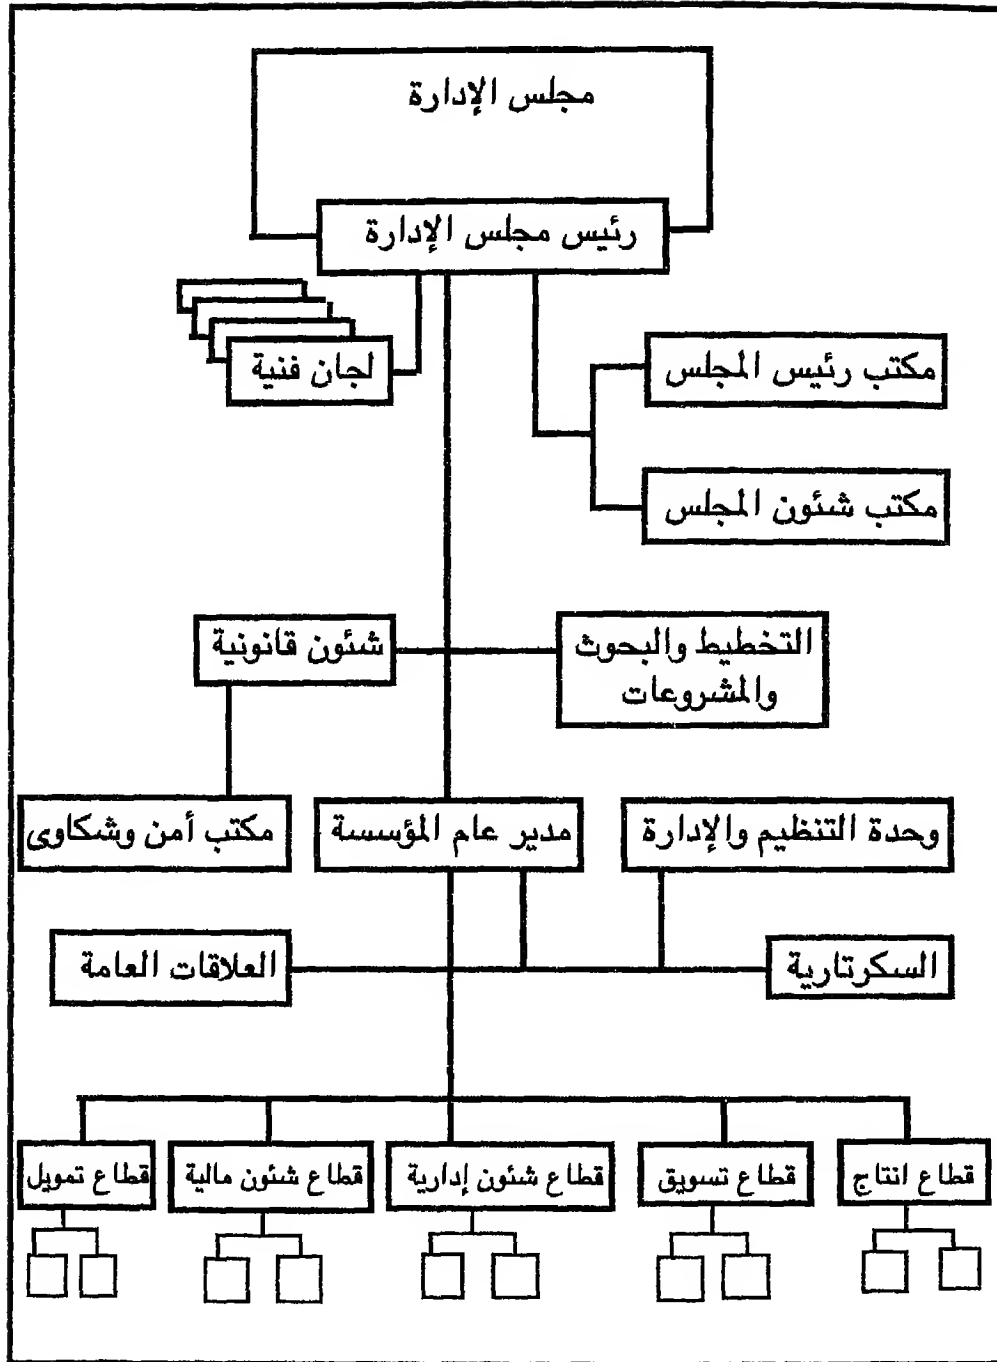 مجلس الإدارة
رئيس مجلس الإدارة
لجان فنية
مكتب رئيس المجلس
مكتب شئون المجلس
التخطيط والبحوث
والمشروعات
شئون قانونية
وحدة التنظيم والإدارة
مدير عام المؤسسة
مكتب أمن وشكاوى
السكرتارية
العلاقات العامة
قطاع انتاج
قطاع تسويق
قطاع شئون إدارية
قطاع شئون مالية
قطاع تمويل